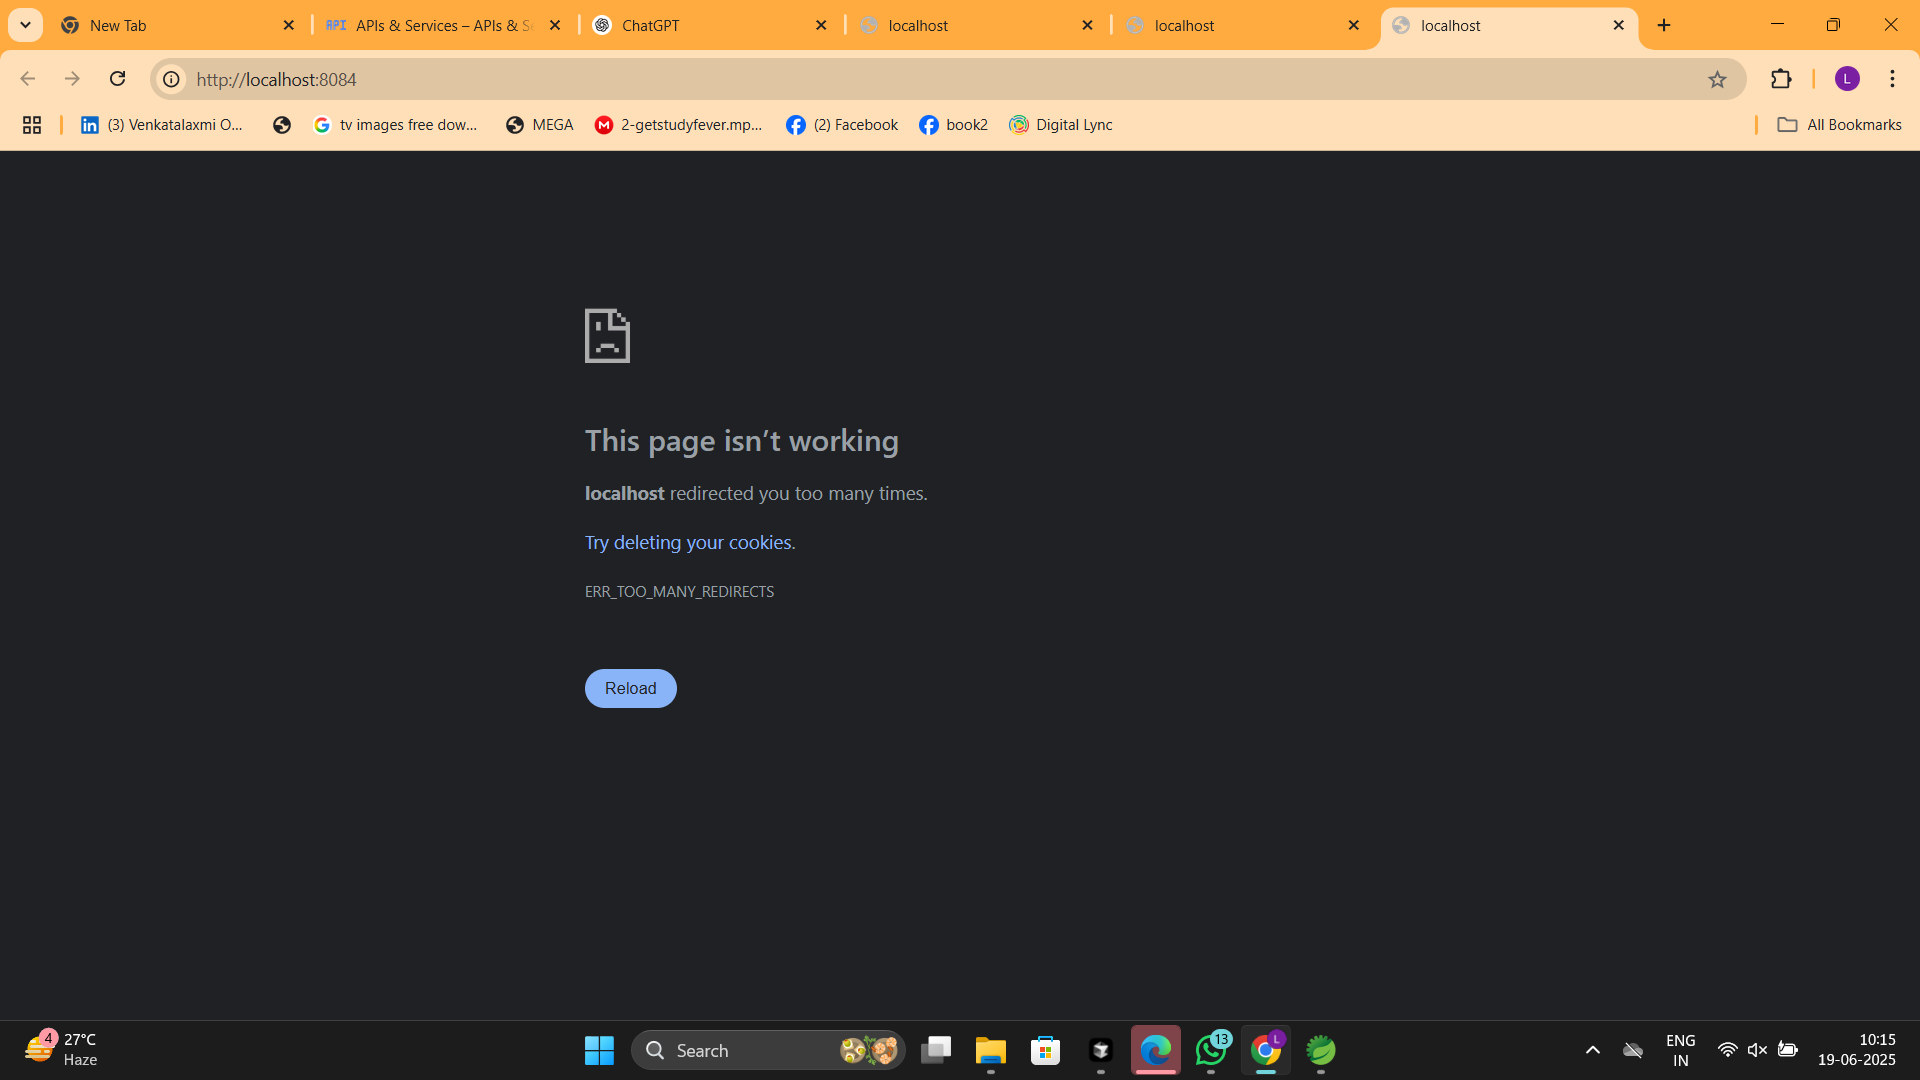 New Tab
APIs & Services – APIs & S
ChatGPT
localhost
localhost
localhost
http://localhost:8084
L
(3) Venkatalaxmi O...
tv images free dow...
MEGA
2-getstudyfever.mp...
(2) Facebook
book2
Digital Lync
All Bookmarks
This page isn’t working
localhost redirected you too many times.
Try deleting your cookies.
ERR_TOO_MANY_REDIRECTS
Reload
4
27°C
Haze
Search
13
L
ENG
IN
10:15
19-06-2025